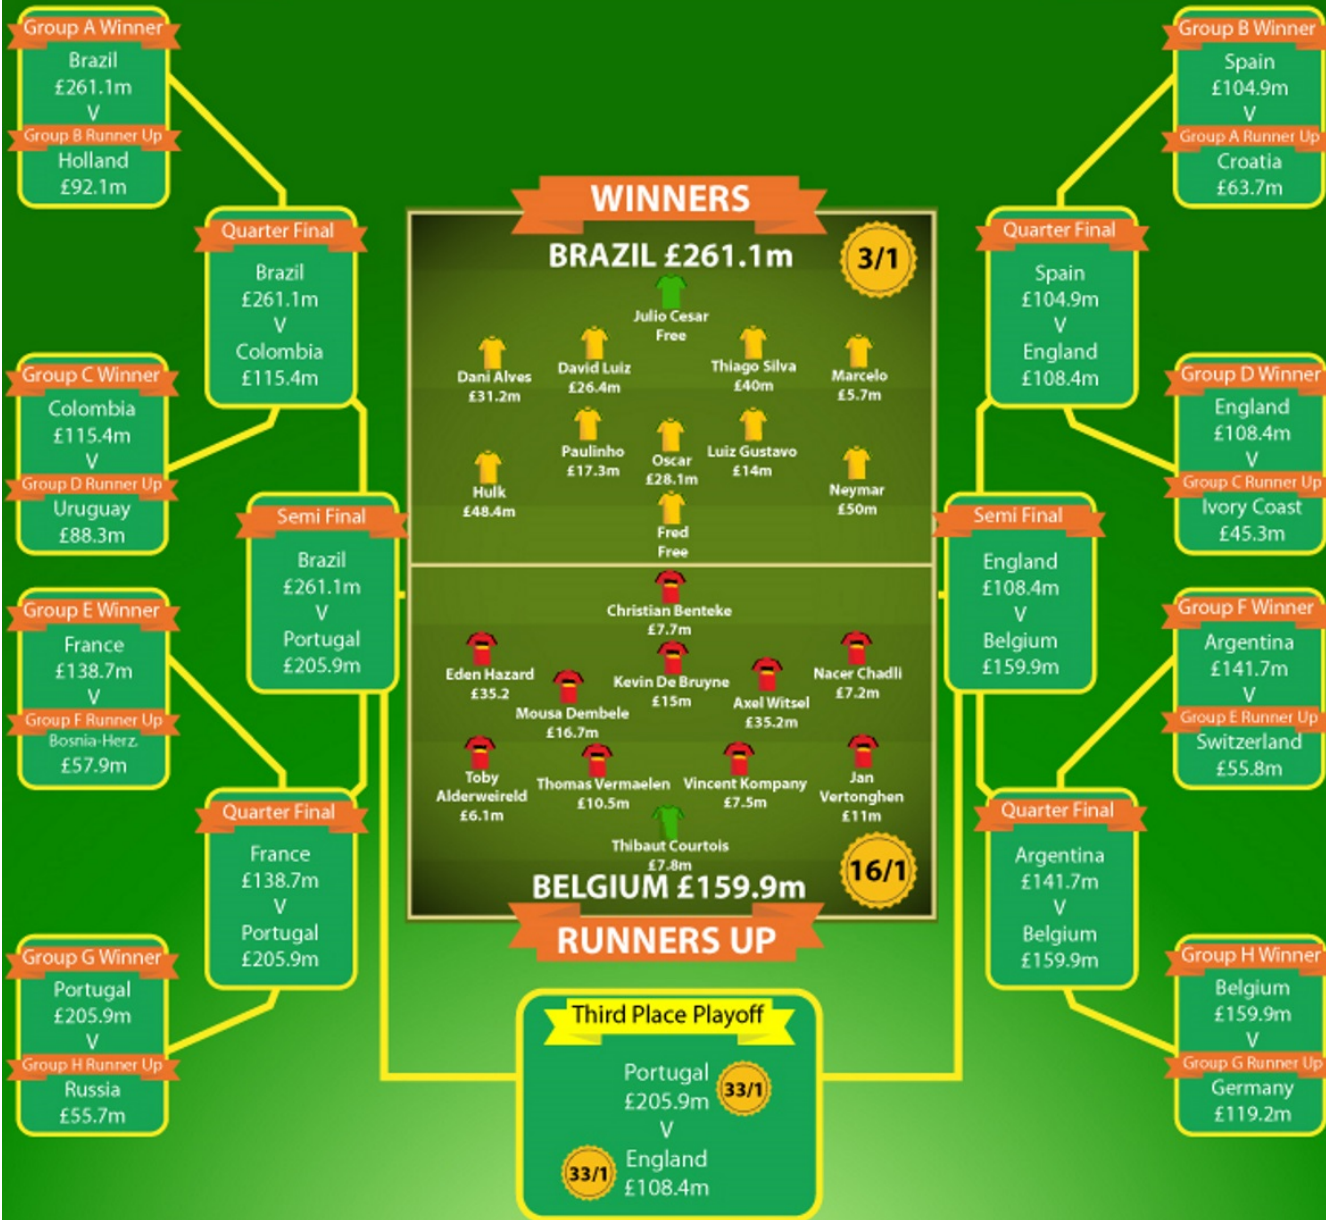 Group A Winner
Brazil
£261.1m
V
Group B Runner Up
Holland
£92.1m
Quarter Final
Brazil
£261.1m
V
Colombia
£115.4m
Group C Winner
Colombia
£115.4m
V
Group D Runner Up
Uruguay
£88.3m
Semi Final
Brazil
£261.1m
V
Portugal
£205.9m
Group E Winner
France
£138.7m
V
Group F Runner Up
Bosnia-Herz.
£57.9m
Quarter Final
France
£138.7m
V
Portugal
£205.9m
Group G Winner
Portugal
£205.9m
V
Group H Runner Up
Russia
£55.7m
WINNERS
BRAZIL £261.1m
3/1
Julio Cesar
Free
Dani Alves
£31.2m
David Luiz
£26.4m
Thiago Silva
£40m
Marcelo
£5.7m
Paulinho
£17.3m
Oscar
£28.1m
Luiz Gustavo
£14m
Hulk
£48.4m
Neymar
£50m
Fred
Free
Christian Benteke
£7.7m
Eden Hazard
£35.2
Mousa Dembele
£16.7m
Kevin De Bruyne
£15m
Axel Witsel
£35.2m
Nacer Chadli
£7.2m
Toby
Alderweireld
£6.1m
Thomas Vermaelen
£10.5m
Vincent Kompany
£7.5m
Jan
Vertonghen
£11m
Thibaut Courtois
£7.8m
BELGIUM £159.9m
16/1
RUNNERS UP
Third Place Playoff
Portugal
£205.9m
33/1
V
33/1
England
£108.4m
Group B Winner
Spain
£104.9m
V
Group A Runner Up
Croatia
£63.7m
Quarter Final
Spain
£104.9m
V
England
£108.4m
Group D Winner
England
£108.4m
V
Group C Runner Up
Ivory Coast
£45.3m
Semi Final
England
£108.4m
V
Belgium
£159.9m
Group F Winner
Argentina
£141.7m
V
Group E Runner Up
Switzerland
£55.8m
Quarter Final
Argentina
£141.7m
V
Belgium
£159.9m
Group H Winner
Belgium
£159.9m
V
Group G Runner Up
Germany
£119.2m